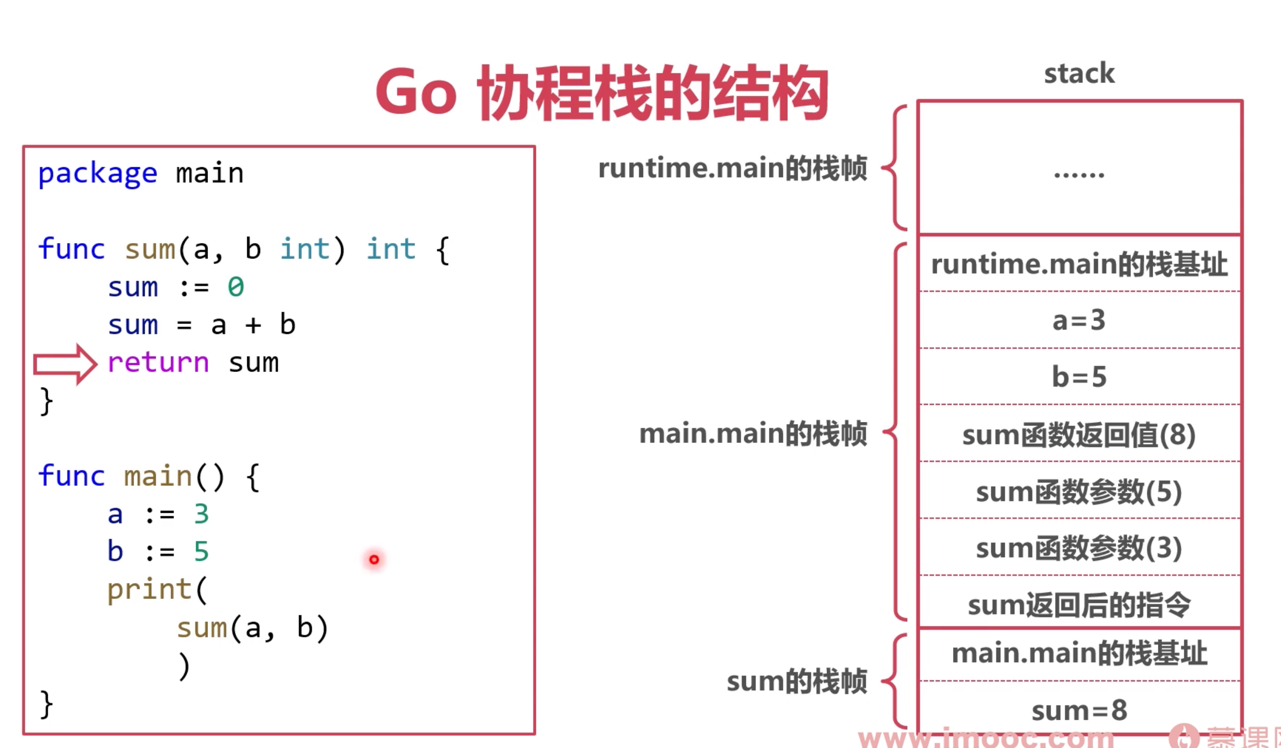 Go 协程栈的结构
package main
func sum(a, b int) int {
sum := 0
sum = a + b
return sum
}
func main() {
a := 3
b := 5
print(
sum(a, b)
)
}
stack
runtime.main的栈帧
......
main.main的栈帧
runtime.main的栈基址
a=3
b=5
sum函数返回值(8)
sum函数参数(5)
sum函数参数(3)
sum返回后的指令
sum的栈帧
main.main的栈基址
sum=8
www.imooc.com
慕课网